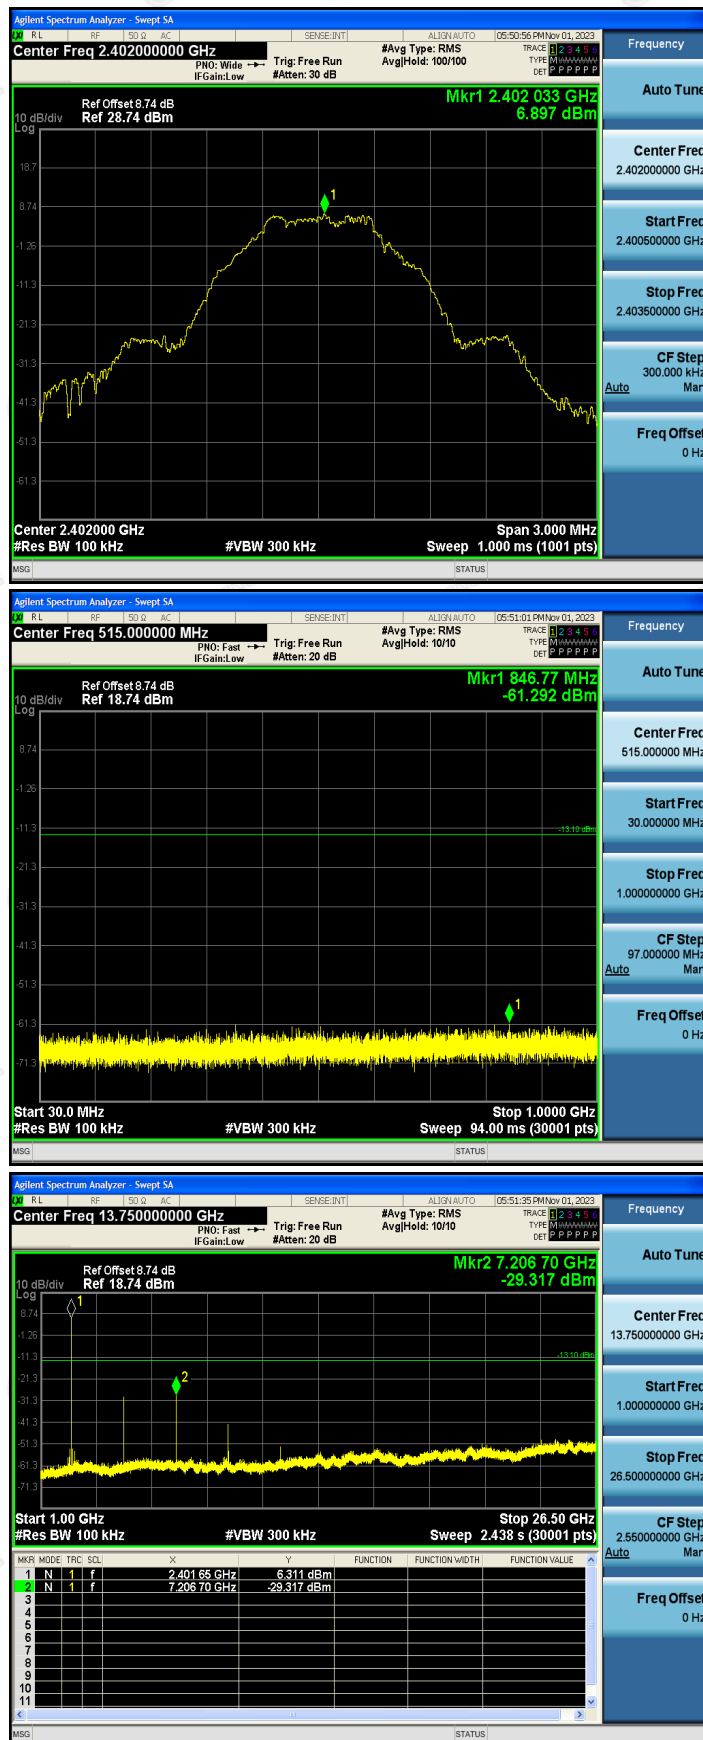 Agilent Spectrum Analyzer - Swept SA
LXI RL RF 50 Ω AC SENSE:INT ALIGN AUTO 05:50:56 PM Nov 01, 2023
Center Freq 2.402000000 GHz
PNO: Wide
IFGain:Low
Trig: Free Run
#Atten: 30 dB
#Avg Type: RMS
Avg|Hold: 100/100
TRACE 1 2 3 4 5 6
TYPE M
DET P P P P P P
Ref Offset 8.74 dB
10 dB/div Ref 28.74 dBm
Log
Mkr1 2.402 033 GHz
6.897 dBm
18.7
8.74
-1.26
-11.3
-21.3
-31.3
-41.3
-51.3
-61.3
1
Center 2.402000 GHz Span 3.000 MHz
#Res BW 100 kHz #VBW 300 kHz Sweep 1.000 ms (1001 pts)
MSG STATUS
Frequency
Auto Tune
Center Freq
2.402000000 GHz
Start Freq
2.400500000 GHz
Stop Freq
2.403500000 GHz
CF Step
300.000 kHz
Auto Man
Freq Offset
0 Hz
Agilent Spectrum Analyzer - Swept SA
LXI RL RF 50 Ω AC SENSE:INT ALIGN AUTO 05:51:01 PM Nov 01, 2023
Center Freq 515.000000 MHz
PNO: Fast
IFGain:Low
Trig: Free Run
#Atten: 20 dB
#Avg Type: RMS
Avg|Hold: 10/10
TRACE 1 2 3 4 5 6
TYPE M
DET P P P P P P
Ref Offset 8.74 dB
10 dB/div Ref 18.74 dBm
Log
Mkr1 846.77 MHz
-61.292 dBm
8.74
-1.26
-11.3
-21.3
-31.3
-41.3
-51.3
-61.3
-71.3
-13.10 dBm
1
Start 30.0 MHz Stop 1.0000 GHz
#Res BW 100 kHz #VBW 300 kHz Sweep 94.00 ms (30001 pts)
MSG STATUS
Frequency
Auto Tune
Center Freq
515.000000 MHz
Start Freq
30.000000 MHz
Stop Freq
1.000000000 GHz
CF Step
97.000000 MHz
Auto Man
Freq Offset
0 Hz
Agilent Spectrum Analyzer - Swept SA
LXI RL RF 50 Ω AC SENSE:INT ALIGN AUTO 05:51:35 PM Nov 01, 2023
Center Freq 13.750000000 GHz
PNO: Fast
IFGain:Low
Trig: Free Run
#Atten: 20 dB
#Avg Type: RMS
Avg|Hold: 10/10
TRACE 1 2 3 4 5 6
TYPE M
DET P P P P P P
Ref Offset 8.74 dB
10 dB/div Ref 18.74 dBm
Log
Mkr2 7.206 70 GHz
-29.317 dBm
8.74
-1.26
-11.3
-21.3
-31.3
-41.3
-51.3
-61.3
-71.3
-13.10 dBm
1
2
Start 1.00 GHz Stop 26.50 GHz
#Res BW 100 kHz #VBW 300 kHz Sweep 2.438 s (30001 pts)
MKR MODE TRC SCL X Y FUNCTION FUNCTION WIDTH FUNCTION VALUE
1 N 1 f 2.401 65 GHz 6.311 dBm
2 N 1 f 7.206 70 GHz -29.317 dBm
3
4
5
6
7
8
9
10
11
MSG STATUS
Frequency
Auto Tune
Center Freq
13.750000000 GHz
Start Freq
1.000000000 GHz
Stop Freq
26.500000000 GHz
CF Step
2.550000000 GHz
Auto Man
Freq Offset
0 Hz